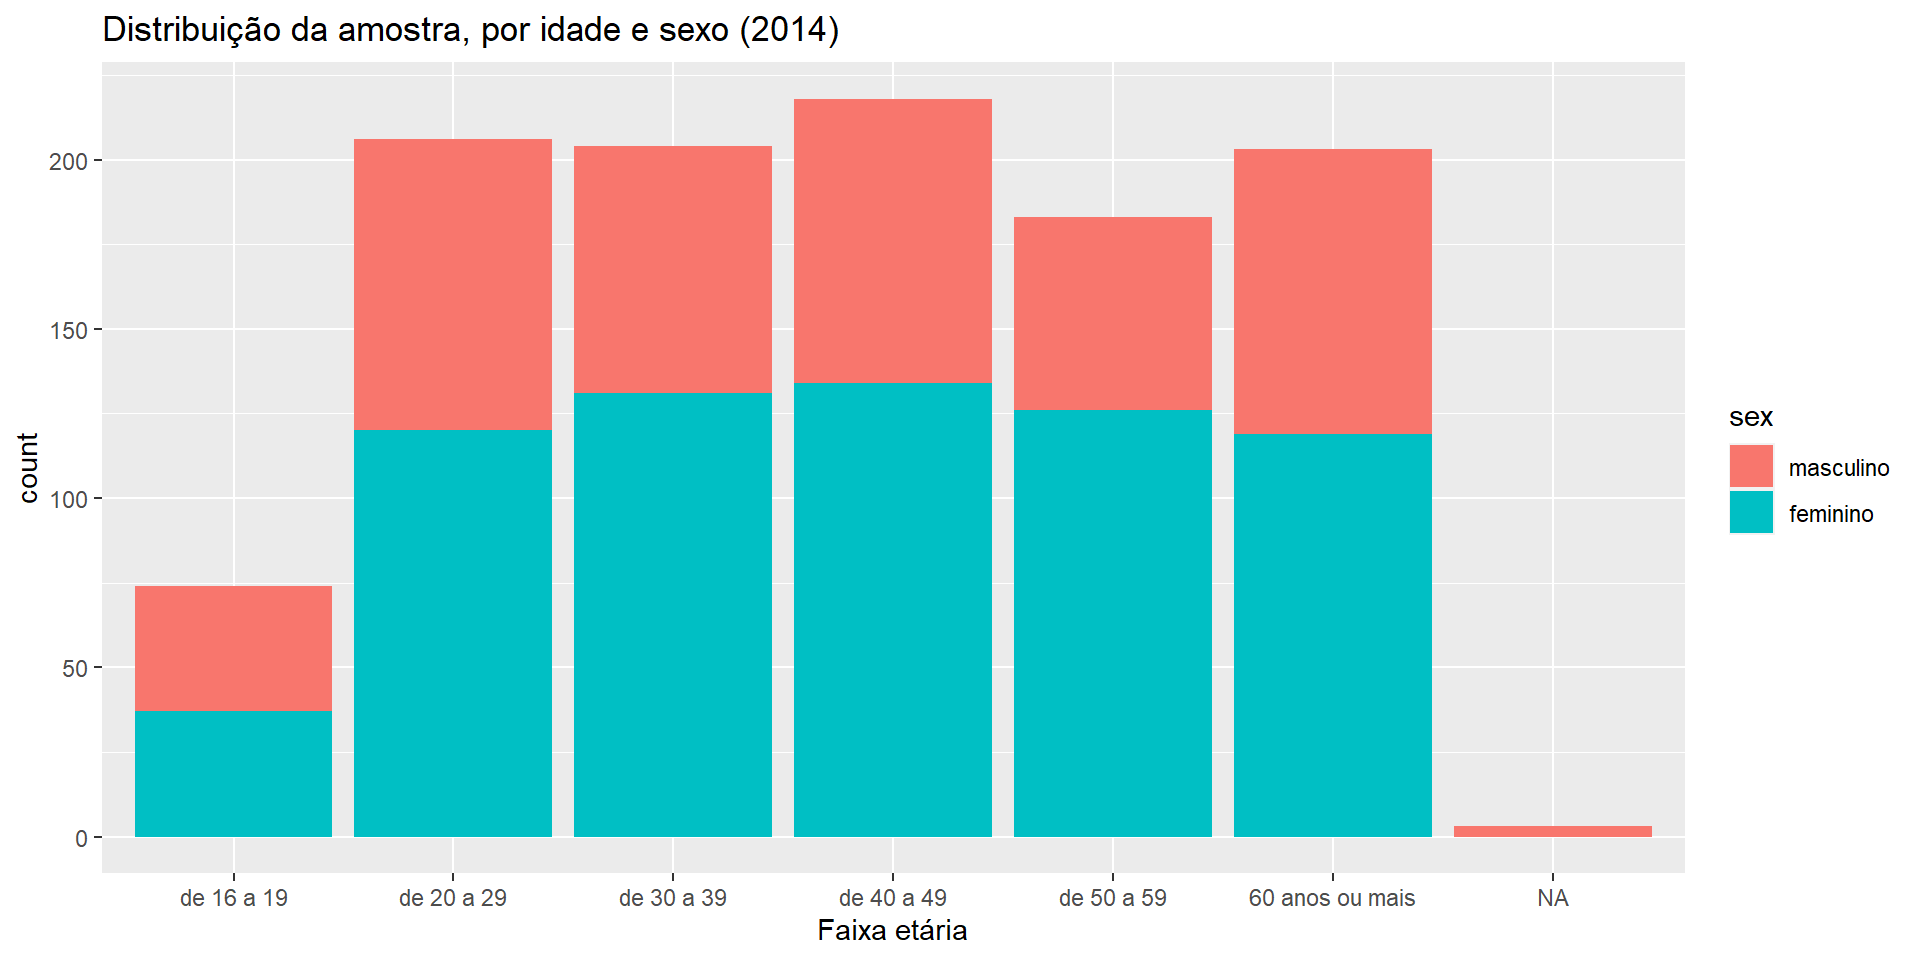 Distribuição da amostra, por idade e sexo (2014)
count
200
150
100
50
0
de 16 a 19
de 20 a 29
de 30 a 39
de 40 a 49
de 50 a 59
60 anos ou mais
NA
Faixa etária
sex
masculino
feminino